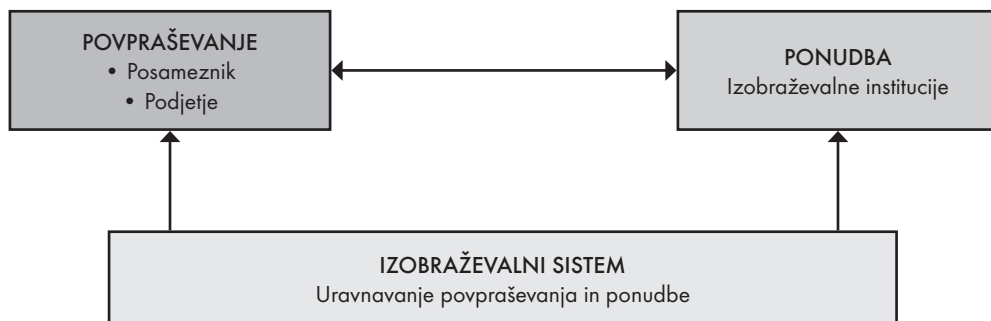 POVPRAŠEVANJE
• Posameznik
• Podjetje
PONUDBA
Izobraževalne institucije
IZOBRAŽEVALNI SISTEM
Uravnavanje povpraševanja in ponudbe